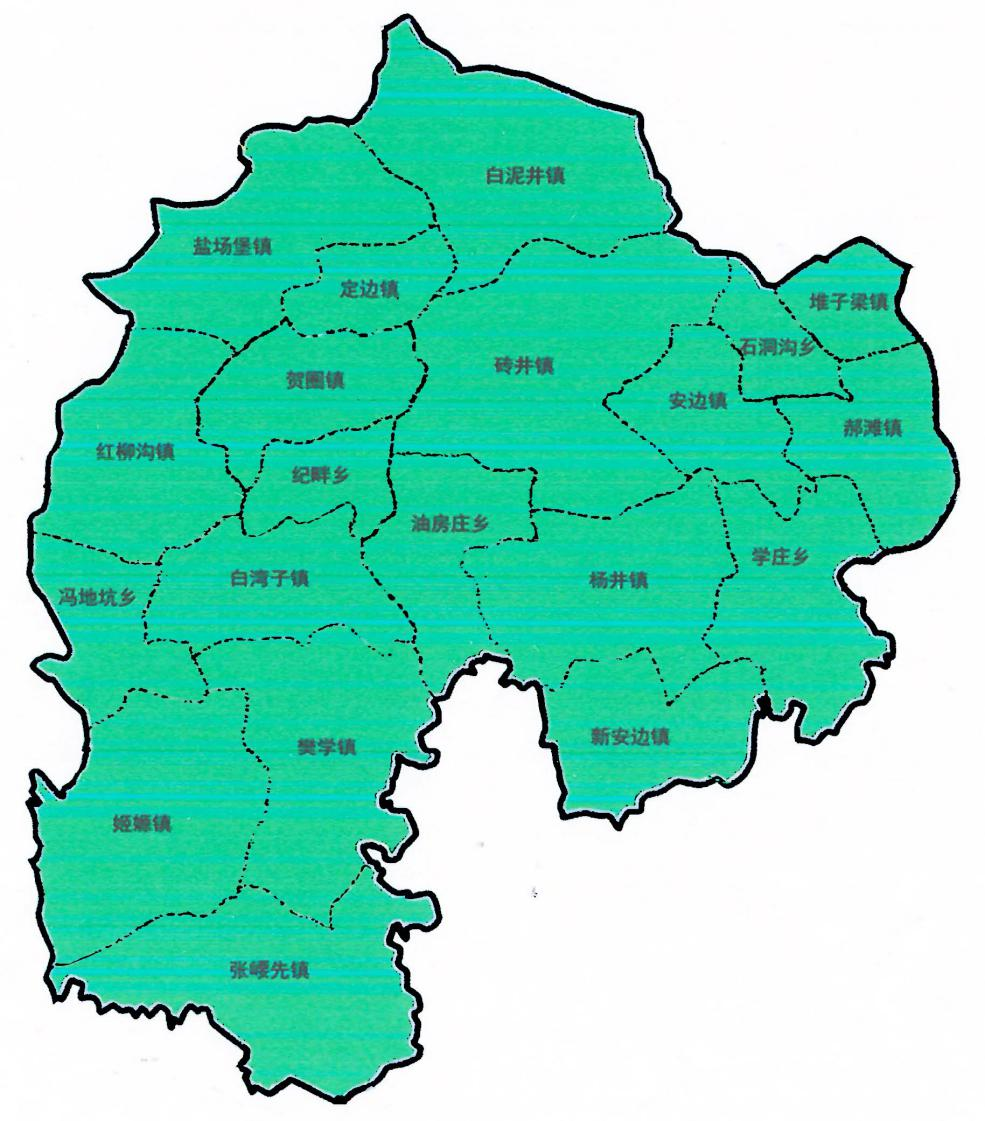 白泥井镇
盐场堡镇
定边镇
堆子梁镇
石洞沟乡
砖井镇
贺圈镇
安边镇
郝滩镇
红柳沟镇
纪畔乡
油房庄乡
学庄乡
白湾子镇
杨井镇
冯地坑乡
新安边镇
樊学镇
姬塬镇
张崾先镇